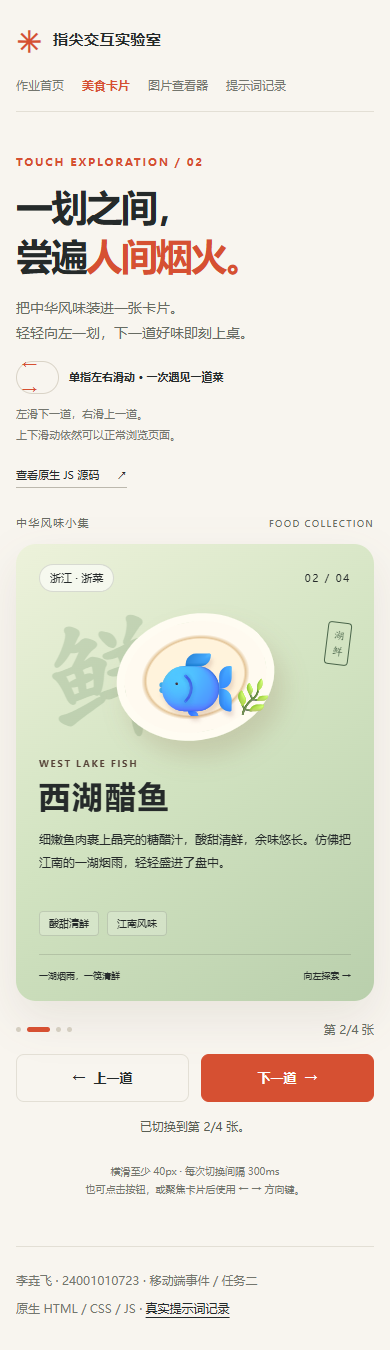 指尖交互实验室
作业首页 美食卡片 图片查看器 提示词记录
TOUCH EXPLORATION / 02
一划之间，
尝遍人间烟火。
把中华风味装进一张卡片。
轻轻向左一划，下一道好味即刻上桌。
← → 单指左右滑动 · 一次遇见一道菜
左滑下一道，右滑上一道。
上下滑动依然可以正常浏览页面。
查看原生 JS 源码 ↗
中华风味小集 FOOD COLLECTION
浙江 · 浙菜 02 / 04
鲜
湖鲜
WEST LAKE FISH
西湖醋鱼
细嫩鱼肉裹上晶亮的糖醋汁，酸甜清鲜，余味悠长。仿佛把
江南的一湖烟雨，轻轻盛进了盘中。
酸甜清鲜 江南风味
一湖烟雨，一筷清鲜 向左探索 →
第 2/4 张
← 上一道 下一道 →
已切换到第 2/4 张。
横滑至少 40px · 每次切换间隔 300ms
也可点击按钮，或聚焦卡片后使用 ← → 方向键。
李垚飞 · 24001010723 · 移动端事件 / 任务二
原生 HTML / CSS / JS · 真实提示词记录